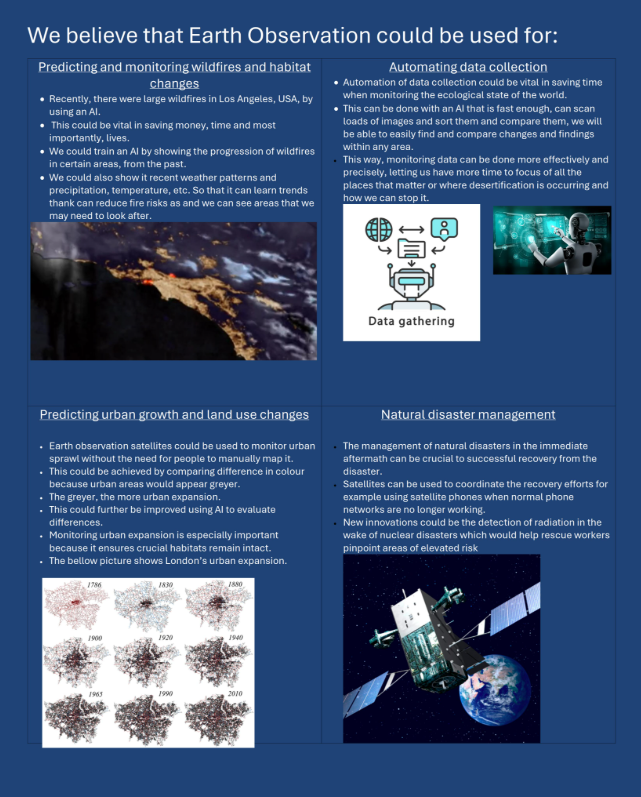 We believe that Earth Observation could be used for:
Predicting and monitoring wildfires and habitat
changes
• Recently, there were large wildfires in Los Angeles, USA, by
using an AI.
• This could be vital in saving money, time and most
importantly, lives.
• We could train an AI by showing the progression of wildfires
in certain areas, from the past.
• We could also show it recent weather patterns and
precipitation, temperature, etc. So that it can learn trends
thank can reduce fire risks as and we can see areas that we
may need to look after.
Automating data collection
• Automation of data collection could be vital in saving time
when monitoring the ecological state of the world.
• This can be done with an AI that is fast enough, can scan
loads of images and sort them and compare them, we will
be able to easily find and compare changes and findings
within any area.
• This way, monitoring data can be done more effectively and
precisely, letting us have more time to focus of all the
places that matter or where desertification is occurring and
how we can stop it.
Data gathering
Predicting urban growth and land use changes
• Earth observation satellites could be used to monitor urban
sprawl without the need for people to manually map it.
• This could be achieved by comparing difference in colour
because urban areas would appear greyer.
• The greyer, the more urban expansion.
• This could further be improved using AI to evaluate
differences.
• Monitoring urban expansion is especially important
because it ensures crucial habitats remain intact.
• The bellow picture shows London's urban expansion.
1786 1830 1880
1900 1920 1940
1965 1990 2010
Natural disaster management
• The management of natural disasters in the immediate
aftermath can be crucial to successful recovery from the
disaster.
• Satellites can be used to coordinate the recovery efforts for
example using satellite phones when normal phone
networks are no longer working.
• New innovations could be the detection of radiation in the
wake of nuclear disasters which would help rescue workers
pinpoint areas of elevated risk